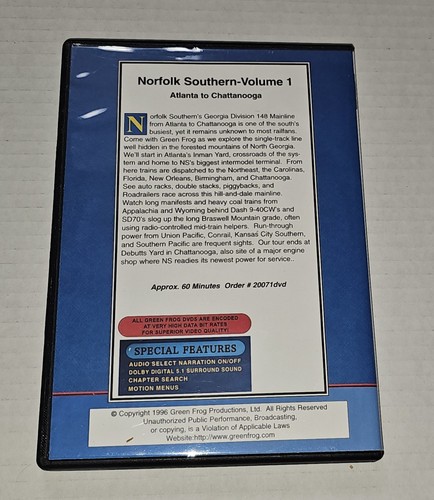 Norfolk Southern-Volume 1
Atlanta to Chattanooga
Norfolk Southern's Georgia Division 148 Mainline
from Atlanta to Chattanooga is one of the south's
busiest, yet it remains unknown to most railfans.
Come with Green Frog as we explore the single-track line
well hidden in the forested mountains of North Georgia.
We'll start in Atlanta's Inman Yard, crossroads of the sys-
tem and home to NS's biggest intermodel terminal. From
here trains are dispatched to the Northeast, the Carolinas,
Florida, New Orleans, Birmingham, and Chattanooga.
See auto racks, double stacks, piggybacks, and
Roadrailers race across this hill-and-dale mainline.
Watch long manifests and heavy coal trains from
Appalachia and Wyoming behind Dash 9-40CW's and
SD70's slog up the long Braswell Mountain grade, often
using radio-controlled mid-train helpers. Run-through
power from Union Pacific, Conrail, Kansas City Southern,
and Southern Pacific are frequent sights. Our tour ends at
Debutts Yard in Chattanooga, also site of a major engine
shop where NS readies its newest power for service..
Approx. 60 Minutes Order # 20071dvd
ALL GREEN FROG DVDS ARE ENCODED
AT VERY HIGH DATA BIT RATES
FOR SUPERIOR VIDEO QUALITY!
SPECIAL FEATURES
AUDIO SELECT NARRATION ON/OFF
DOLBY DIGITAL 5.1 SURROUND SOUND
CHAPTER SEARCH
MOTION MENUS
© Copyright 1996 Green Frog Productions, Ltd. All Rights Reserved
Unauthorized Public Performance, Broadcasting,
or copying, is a Violation of Applicable Laws
Website:http://www.greenfrog.com